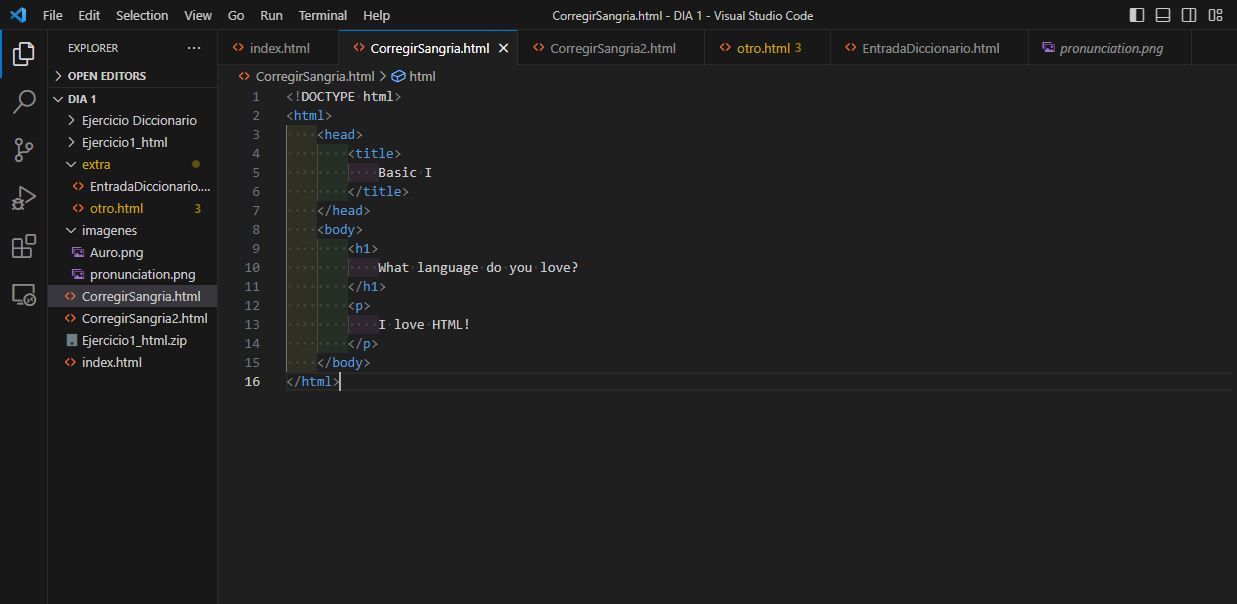 File Edit Selection View Go Run Terminal Help CorregirSangria.html - DIA 1 - Visual Studio Code
EXPLORER ...
OPEN EDITORS
DIA 1
Ejercicio Diccionario
Ejercicio1_html
extra
EntradaDiccionario....
otro.html 3
imagenes
Auro.png
pronunciation.png
CorregirSangria.html
CorregirSangria2.html
Ejercicio1_html.zip
index.html
index.html CorregirSangria.html CorregirSangria2.html otro.html 3 EntradaDiccionario.html pronunciation.png
CorregirSangria.html > html
1 <!DOCTYPE html>
2 <html>
3 <head>
4 <title>
5 Basic I
6 </title>
7 </head>
8 <body>
9 <h1>
10 What language do you love?
11 </h1>
12 <p>
13 I love HTML!
14 </p>
15 </body>
16 </html>